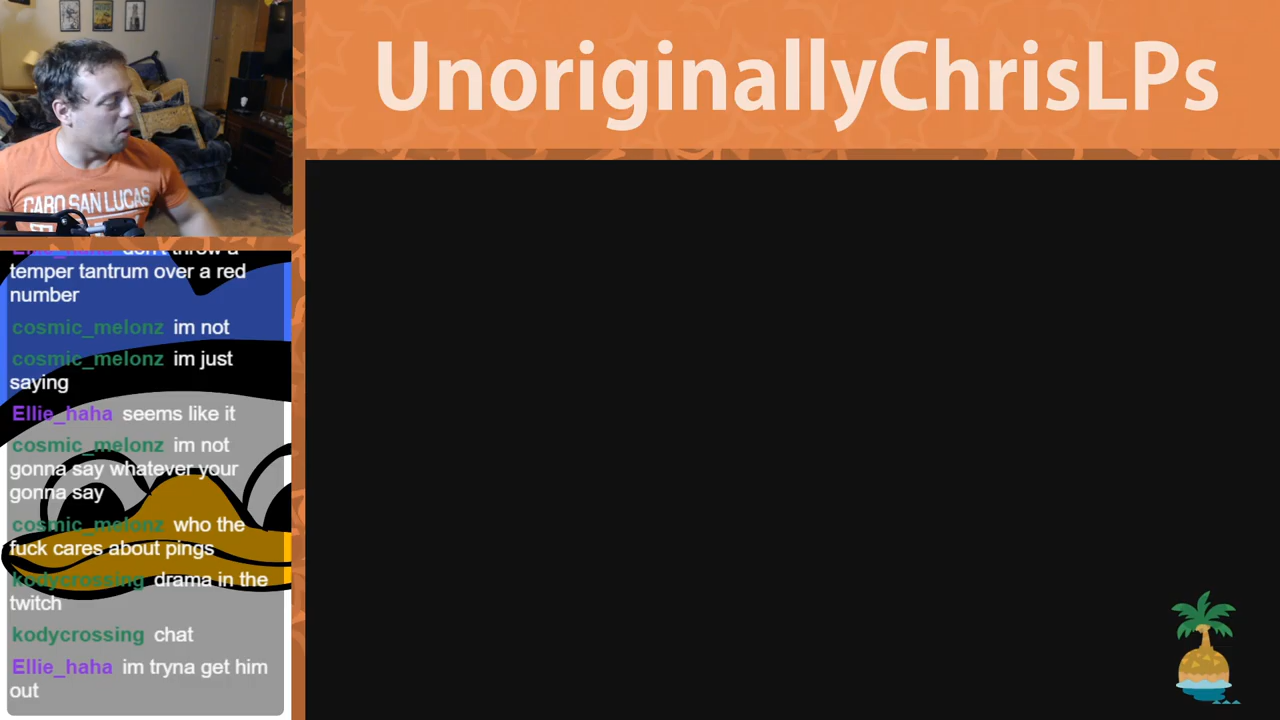 UnoriginallyChrisLPs
CABO SAN LUCAS
don't throw a
temper tantrum over a red
number
cosmic_melonz im not
cosmic_melonz im just
saying
Ellie_haha seems like it
cosmic_melonz im not
gonna say whatever your
gonna say
cosmic_melonz who the
fuck cares about pings
kodycrossing drama in the
twitch
kodycrossing chat
Ellie_haha im tryna get him
out